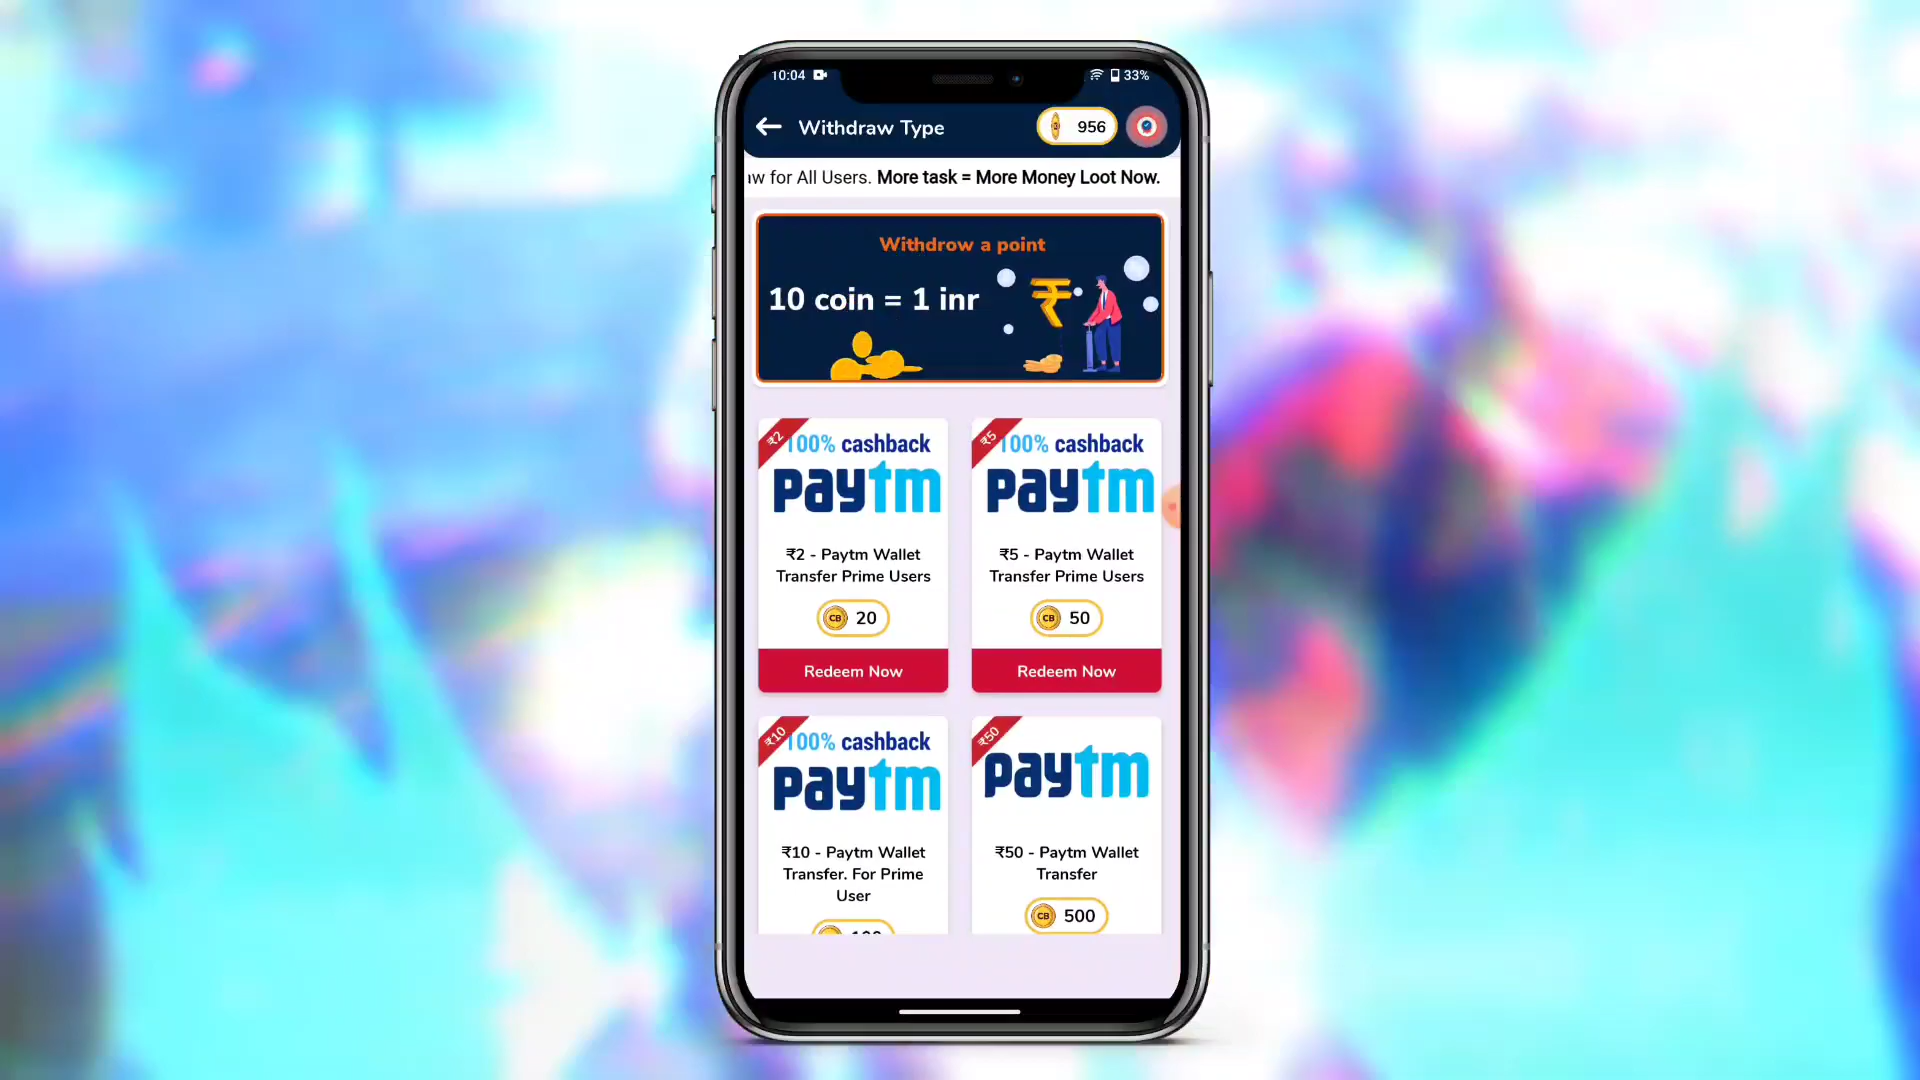 10:04
33%
Withdraw Type
956
aw for All Users. More task = More Money Loot Now.
Withdrow a point
10 coin = 1 inr
₹2
100% cashback
paytm
₹2 - Paytm Wallet
Transfer Prime Users
CB 20
Redeem Now
₹5
100% cashback
paytm
₹5 - Paytm Wallet
Transfer Prime Users
CB 50
Redeem Now
₹10
100% cashback
paytm
₹10 - Paytm Wallet
Transfer. For Prime
User
₹50
paytm
₹50 - Paytm Wallet
Transfer
CB 500